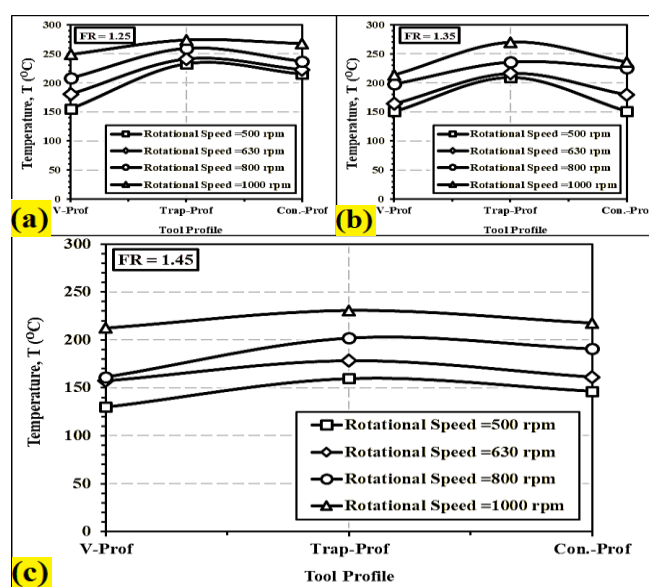 FR = 1.25
Temperature, T (⁰C)
300
250
200
150
100
50
0
Rotational Speed =500 rpm
Rotational Speed =630 rpm
Rotational Speed =800 rpm
Rotational Speed =1000 rpm
V-Prof
Trap-Prof
Con.-Prof
Tool Profile
(a)
FR = 1.35
Temperature, T (⁰C)
300
250
200
150
100
50
0
Rotational Speed =500 rpm
Rotational Speed =630 rpm
Rotational Speed =800 rpm
Rotational Speed =1000 rpm
V-Prof
Trap-Prof
Con.-Prof
Tool Profile
(b)
FR = 1.45
Temperature, T (⁰C)
300
250
200
150
100
50
0
Rotational Speed =500 rpm
Rotational Speed =630 rpm
Rotational Speed =800 rpm
Rotational Speed =1000 rpm
V-Prof
Trap-Prof
Con.-Prof
Tool Profile
(c)